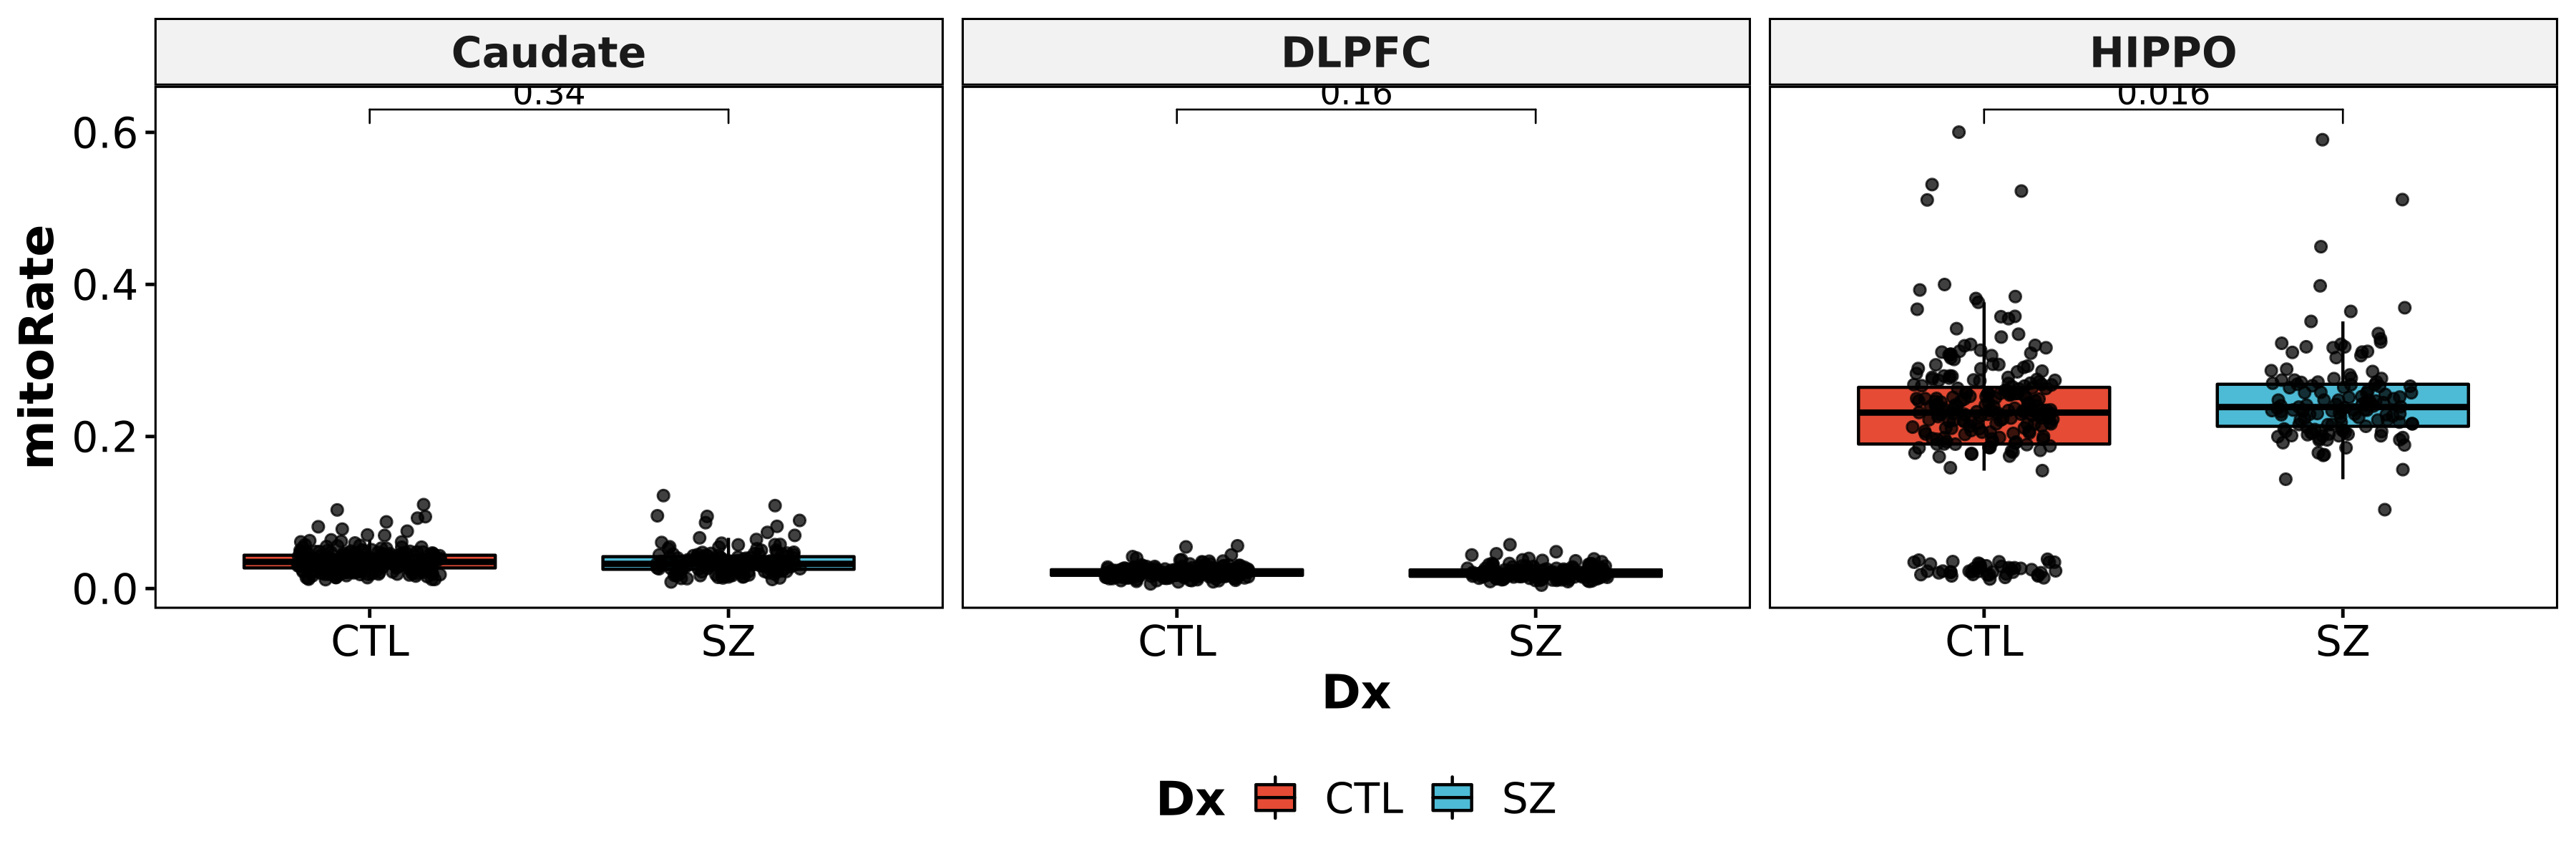 Caudate DLPFC HIPPO
0.34 0.16 0.016
0.6
0.4
0.2
0.0
mitoRate
CTL SZ CTL SZ CTL SZ
Dx
Dx CTL SZ